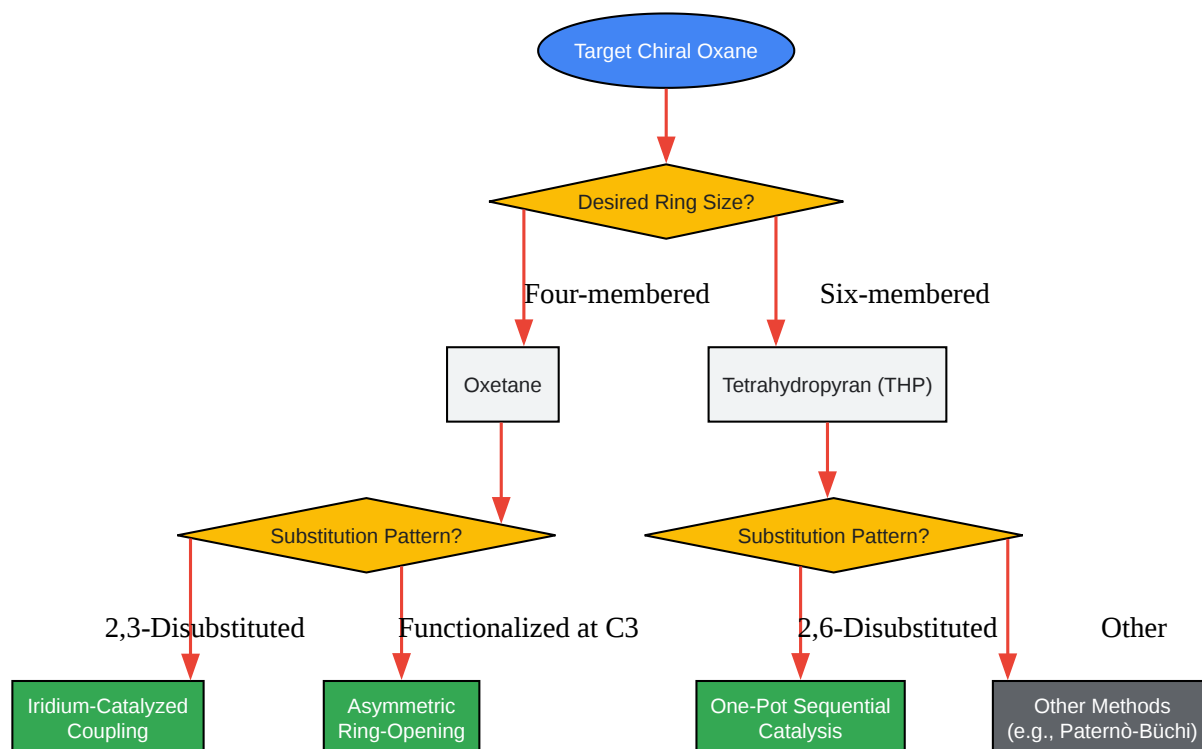 Target Chiral Oxane
Desired Ring Size?
Four-membered
Six-membered
Oxetane
Tetrahydropyran (THP)
Substitution Pattern?
Substitution Pattern?
2,3-Disubstituted
Functionalized at C3
2,6-Disubstituted
Other
Iridium-Catalyzed
Coupling
Asymmetric
Ring-Opening
One-Pot Sequential
Catalysis
Other Methods
(e.g., Paternò-Büchi)